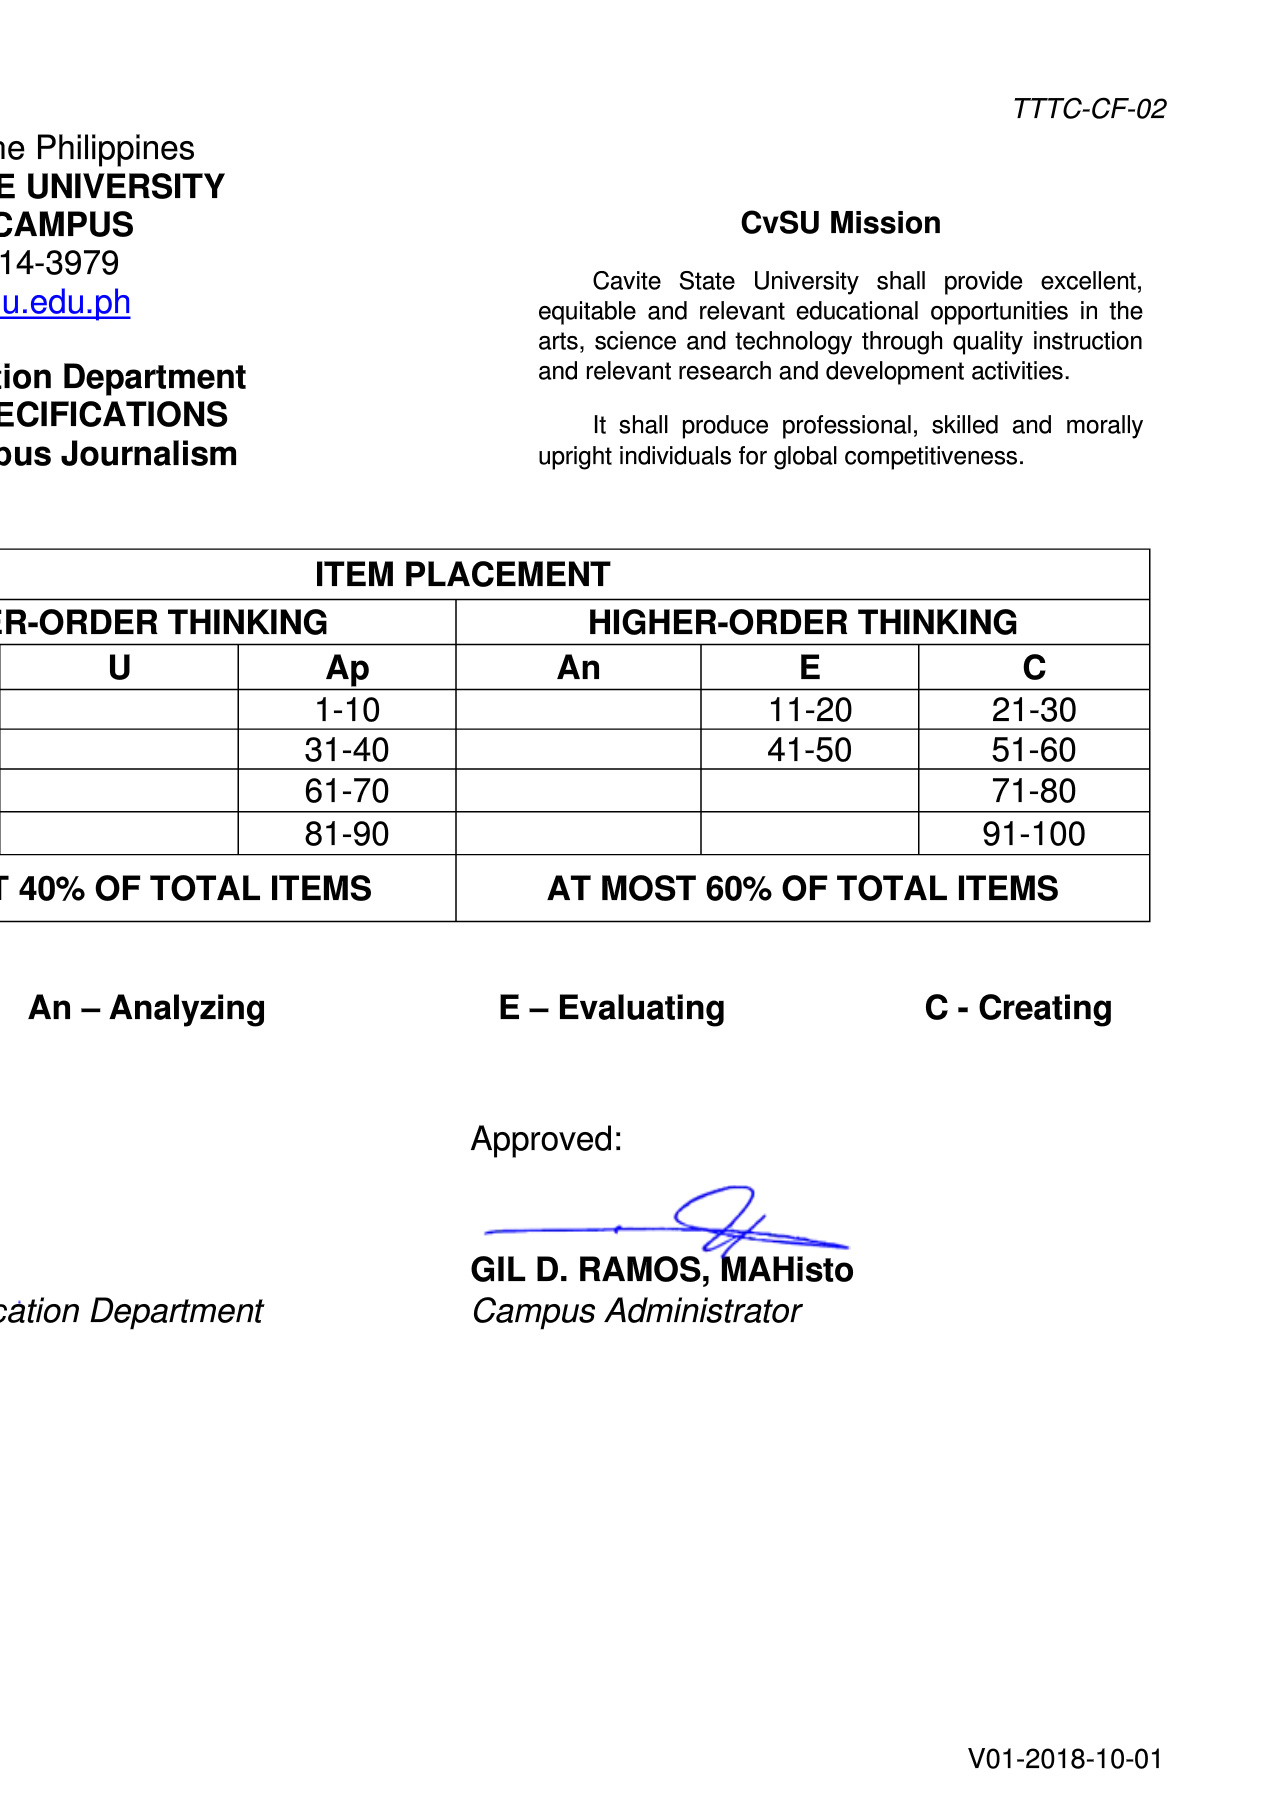 TTTC-CF-02
ne Philippines
E UNIVERSITY
CAMPUS
14-3979
u.edu.ph
tion Department
ECIFICATIONS
pus Journalism
CvSU Mission
Cavite State University shall provide excellent,
equitable and relevant educational opportunities in the
arts, science and technology through quality instruction
and relevant research and development activities.
It shall produce professional, skilled and morally
upright individuals for global competitiveness.
ITEM PLACEMENT
ER-ORDER THINKING HIGHER-ORDER THINKING
U Ap An E C
1-10 11-20 21-30
31-40 41-50 51-60
61-70 71-80
81-90 91-100
T 40% OF TOTAL ITEMS AT MOST 60% OF TOTAL ITEMS
An – Analyzing E – Evaluating C - Creating
Approved:
GIL D. RAMOS, MAHisto
cation Department Campus Administrator
V01-2018-10-01